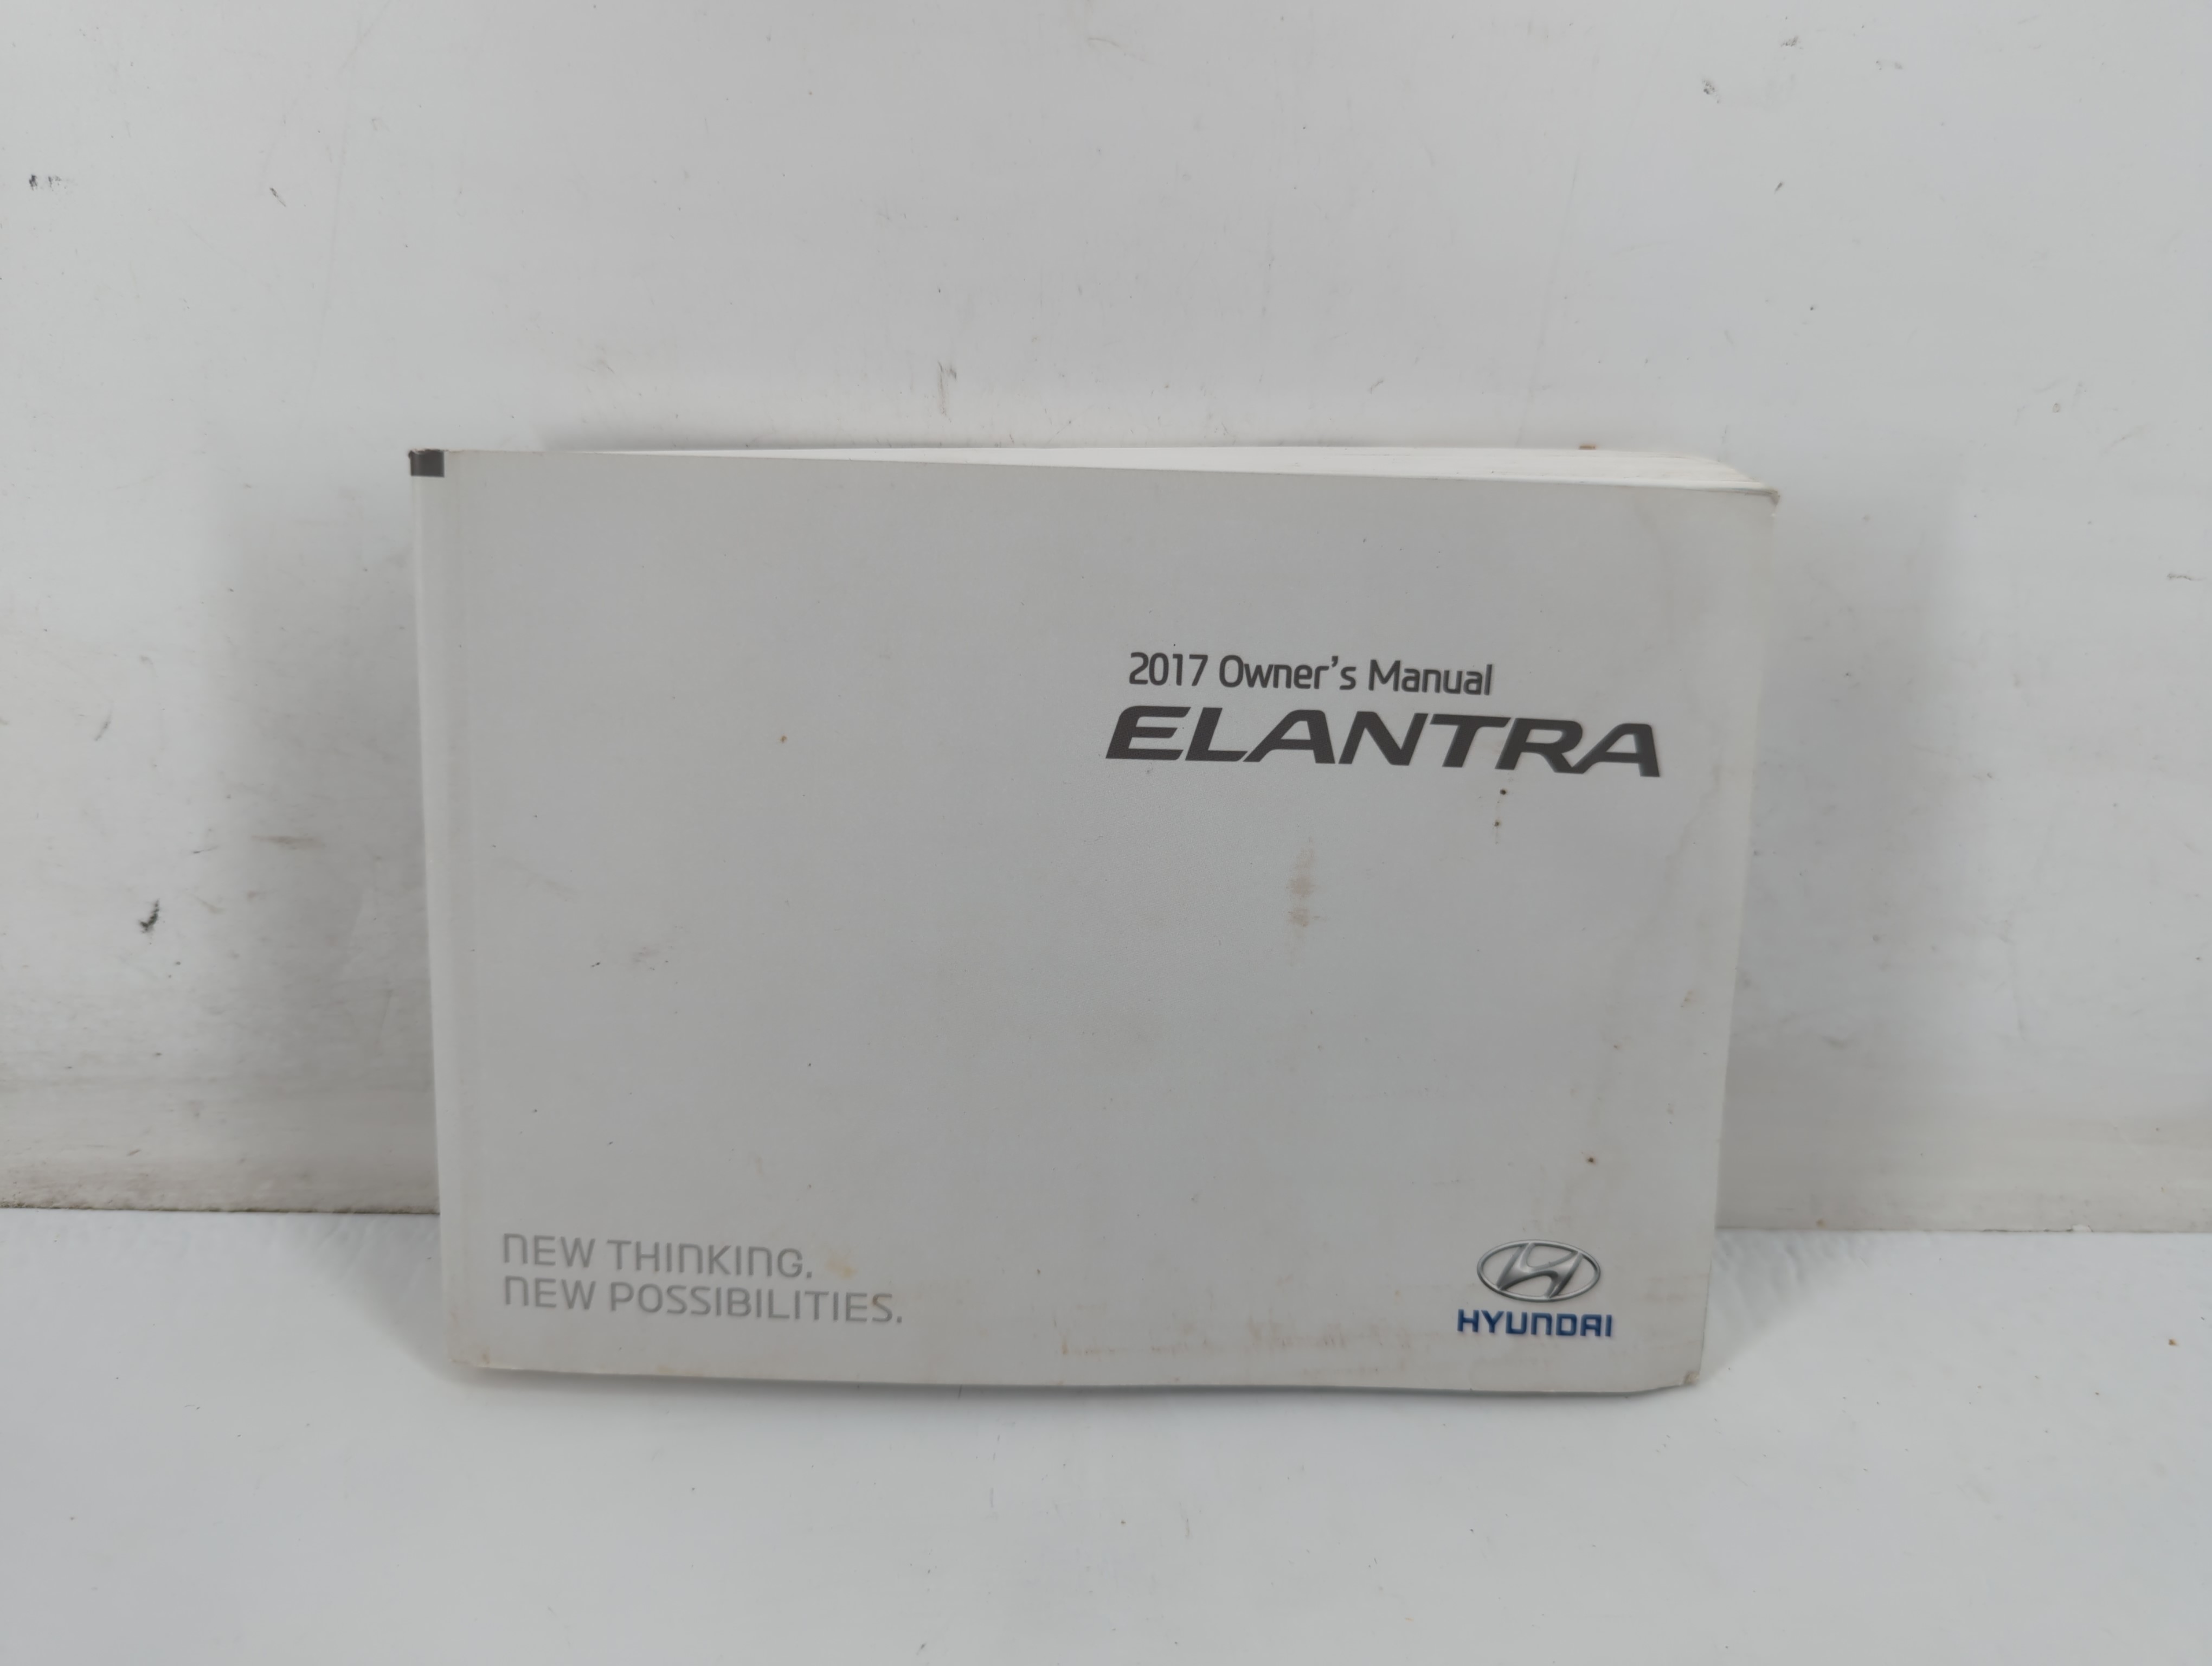 2017 Owner's Manual
ELANTRA
NEW THINKING.
NEW POSSIBILITIES.
HYUNDAI